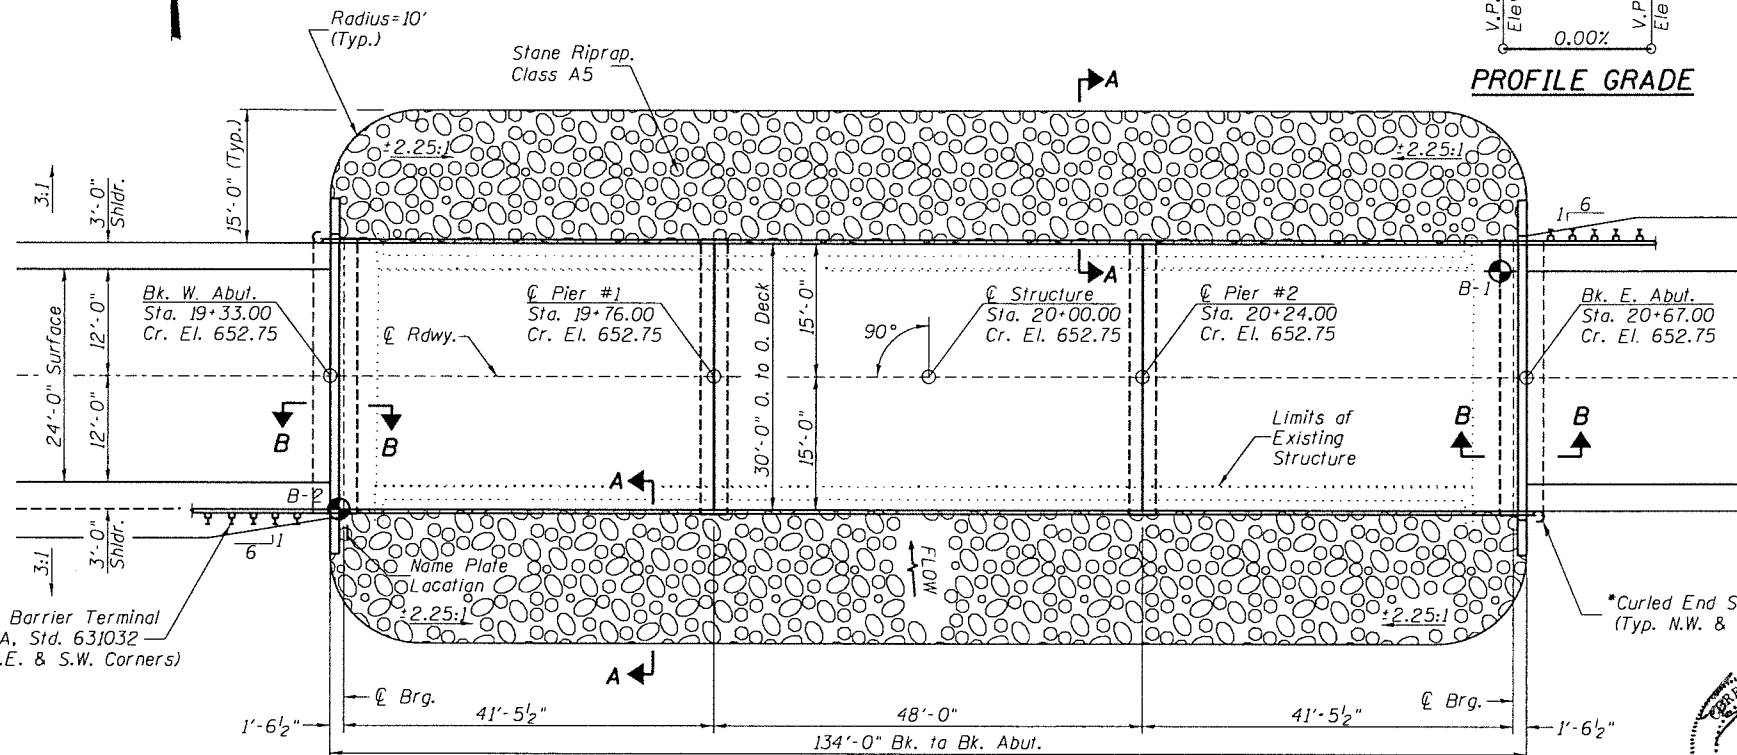 Radius=10'
(Typ.)
Stone Riprap.
Class A5
A
V.P.
V.P.
0.00%
PROFILE GRADE
±2.25:1
±2.25:1
15'-0" (Typ.)
3:1
3'-0"
Shldr.
1
6
A
B-1
Bk. W. Abut.
Sta. 19+33.00
Cr. El. 652.75
℄ Rdwy.
℄ Pier #1
Sta. 19+76.00
Cr. El. 652.75
℄ Structure
Sta. 20+00.00
Cr. El. 652.75
90°
℄ Pier #2
Sta. 20+24.00
Cr. El. 652.75
Bk. E. Abut.
Sta. 20+67.00
Cr. El. 652.75
24'-0" Surface
12'-0"
12'-0"
30'-0" O. to O. Deck
15'-0"
15'-0"
B
B
B
B
Limits of
Existing
Structure
A
B-2
3:1
3'-0"
Shldr.
6
1
Name Plate
Location
±2.25:1
FLOW
±2.25:1
Barrier Terminal
A. Std. 631032
.E. & S.W. Corners)
*Curled End S
(Typ. N.W. &
A
℄ Brg.
℄ Brg.
1'-6½"
41'-5½"
48'-0"
41'-5½"
1'-6½"
134'-0" Bk. to Bk. Abut.